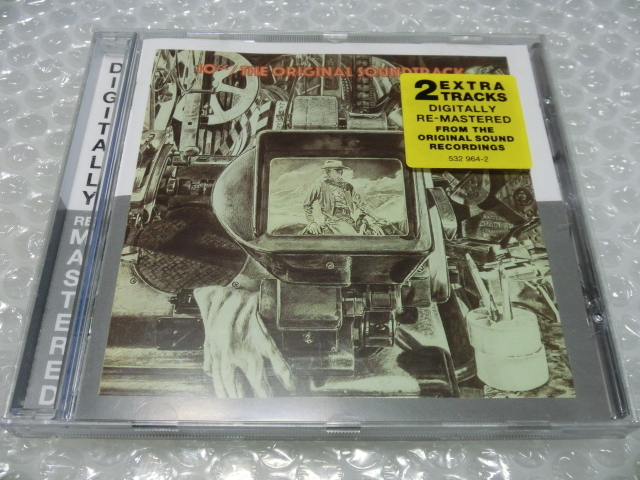 10cc THE ORIGINAL SOUNDTRACK
2 EXTRA
TRACKS
DIGITALLY
RE-MASTERED
FROM THE
ORIGINAL SOUND
RECORDINGS
532 964-2
DIGITALLY
RE MASTERED